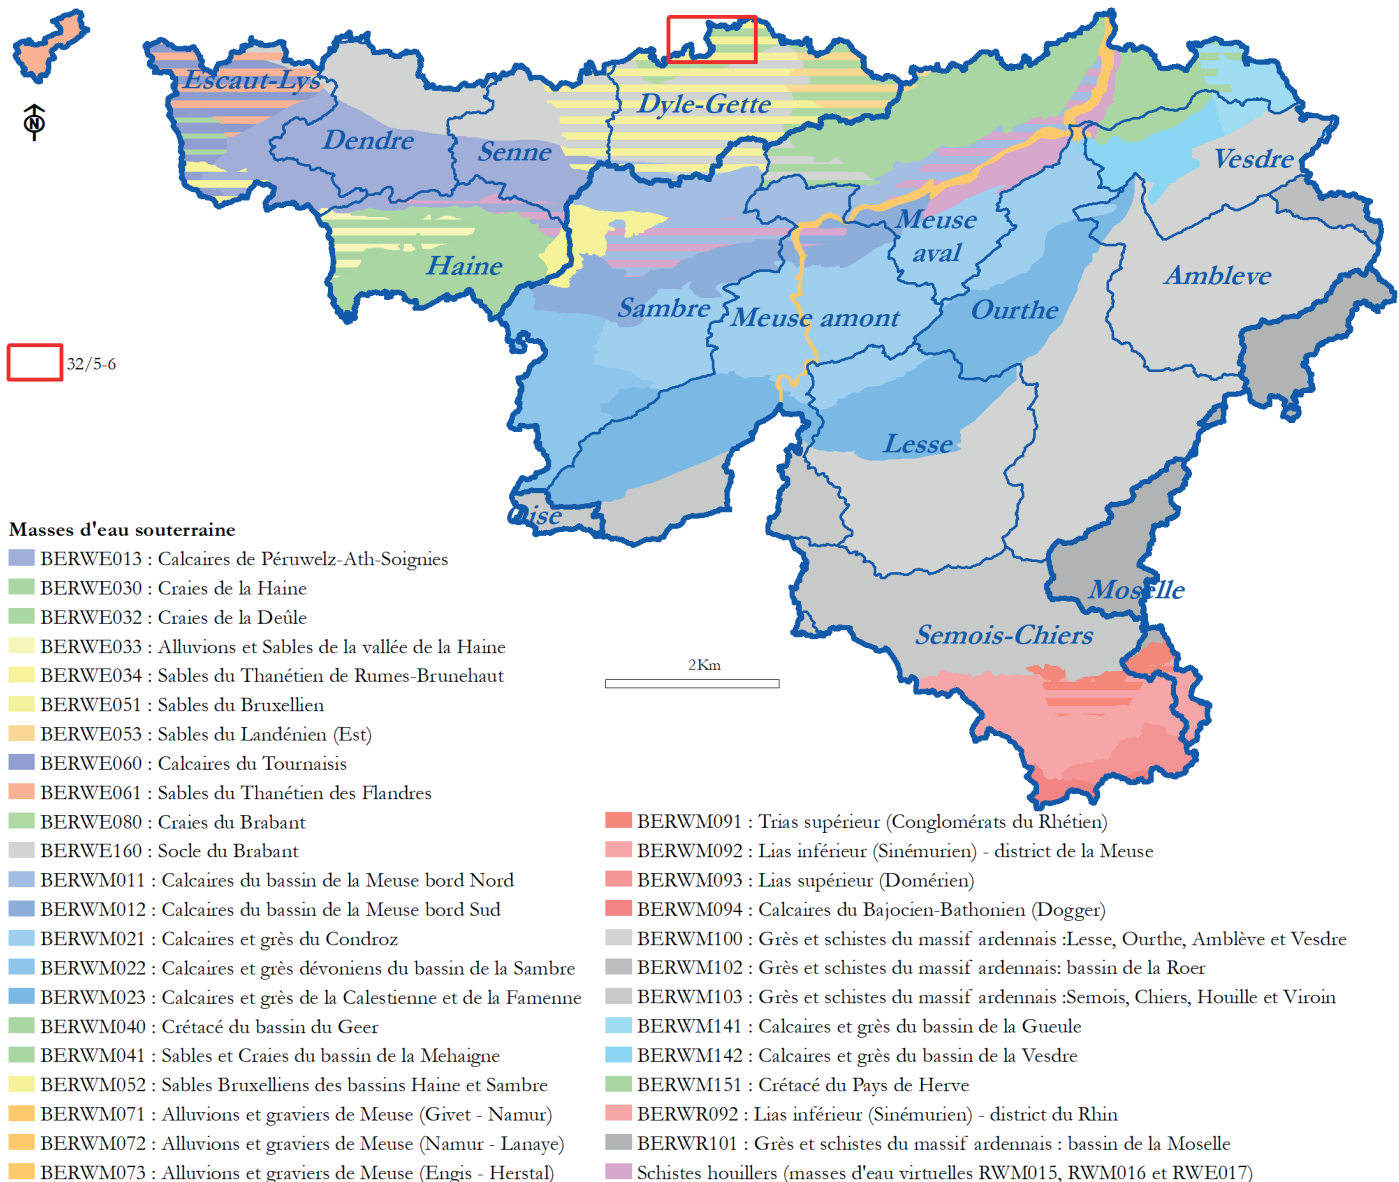 Escaut-Lys
Dendre
Senne
Dyle-Gette
Vesdre
Haine
Meuse
aval
Ambleve
Sambre
Meuse amont
Ourthe
32/5-6
Lesse
Oise
Moselle
Semois-Chiers
2Km
Masses d'eau souterraine
BERWE013 : Calcaires de Péruwelz-Ath-Soignies
BERWE030 : Craies de la Haine
BERWE032 : Craies de la Deûle
BERWE033 : Alluvions et Sables de la vallée de la Haine
BERWE034 : Sables du Thanétien de Rumes-Brunehaut
BERWE051 : Sables du Bruxellien
BERWE053 : Sables du Landénien (Est)
BERWE060 : Calcaires du Tournaisis
BERWE061 : Sables du Thanétien des Flandres
BERWE080 : Craies du Brabant
BERWE160 : Socle du Brabant
BERWM011 : Calcaires du bassin de la Meuse bord Nord
BERWM012 : Calcaires du bassin de la Meuse bord Sud
BERWM021 : Calcaires et grès du Condroz
BERWM022 : Calcaires et grès dévoniens du bassin de la Sambre
BERWM023 : Calcaires et grès de la Calestienne et de la Famenne
BERWM040 : Crétacé du bassin du Geer
BERWM041 : Sables et Craies du bassin de la Mehaigne
BERWM052 : Sables Bruxelliens des bassins Haine et Sambre
BERWM071 : Alluvions et graviers de Meuse (Givet - Namur)
BERWM072 : Alluvions et graviers de Meuse (Namur - Lanaye)
BERWM073 : Alluvions et graviers de Meuse (Engis - Herstal)
BERWM091 : Trias supérieur (Conglomérats du Rhétien)
BERWM092 : Lias inférieur (Sinémurien) - district de la Meuse
BERWM093 : Lias supérieur (Domérien)
BERWM094 : Calcaires du Bajocien-Bathonien (Dogger)
BERWM100 : Grès et schistes du massif ardennais :Lesse, Ourthe, Amblève et Vesdre
BERWM102 : Grès et schistes du massif ardennais: bassin de la Roer
BERWM103 : Grès et schistes du massif ardennais :Semois, Chiers, Houille et Viroin
BERWM141 : Calcaires et grès du bassin de la Gueule
BERWM142 : Calcaires et grès du bassin de la Vesdre
BERWM151 : Crétacé du Pays de Herve
BERWR092 : Lias inférieur (Sinémurien) - district du Rhin
BERWR101 : Grès et schistes du massif ardennais : bassin de la Moselle
Schistes houillers (masses d'eau virtuelles RWM015, RWM016 et RWE017)